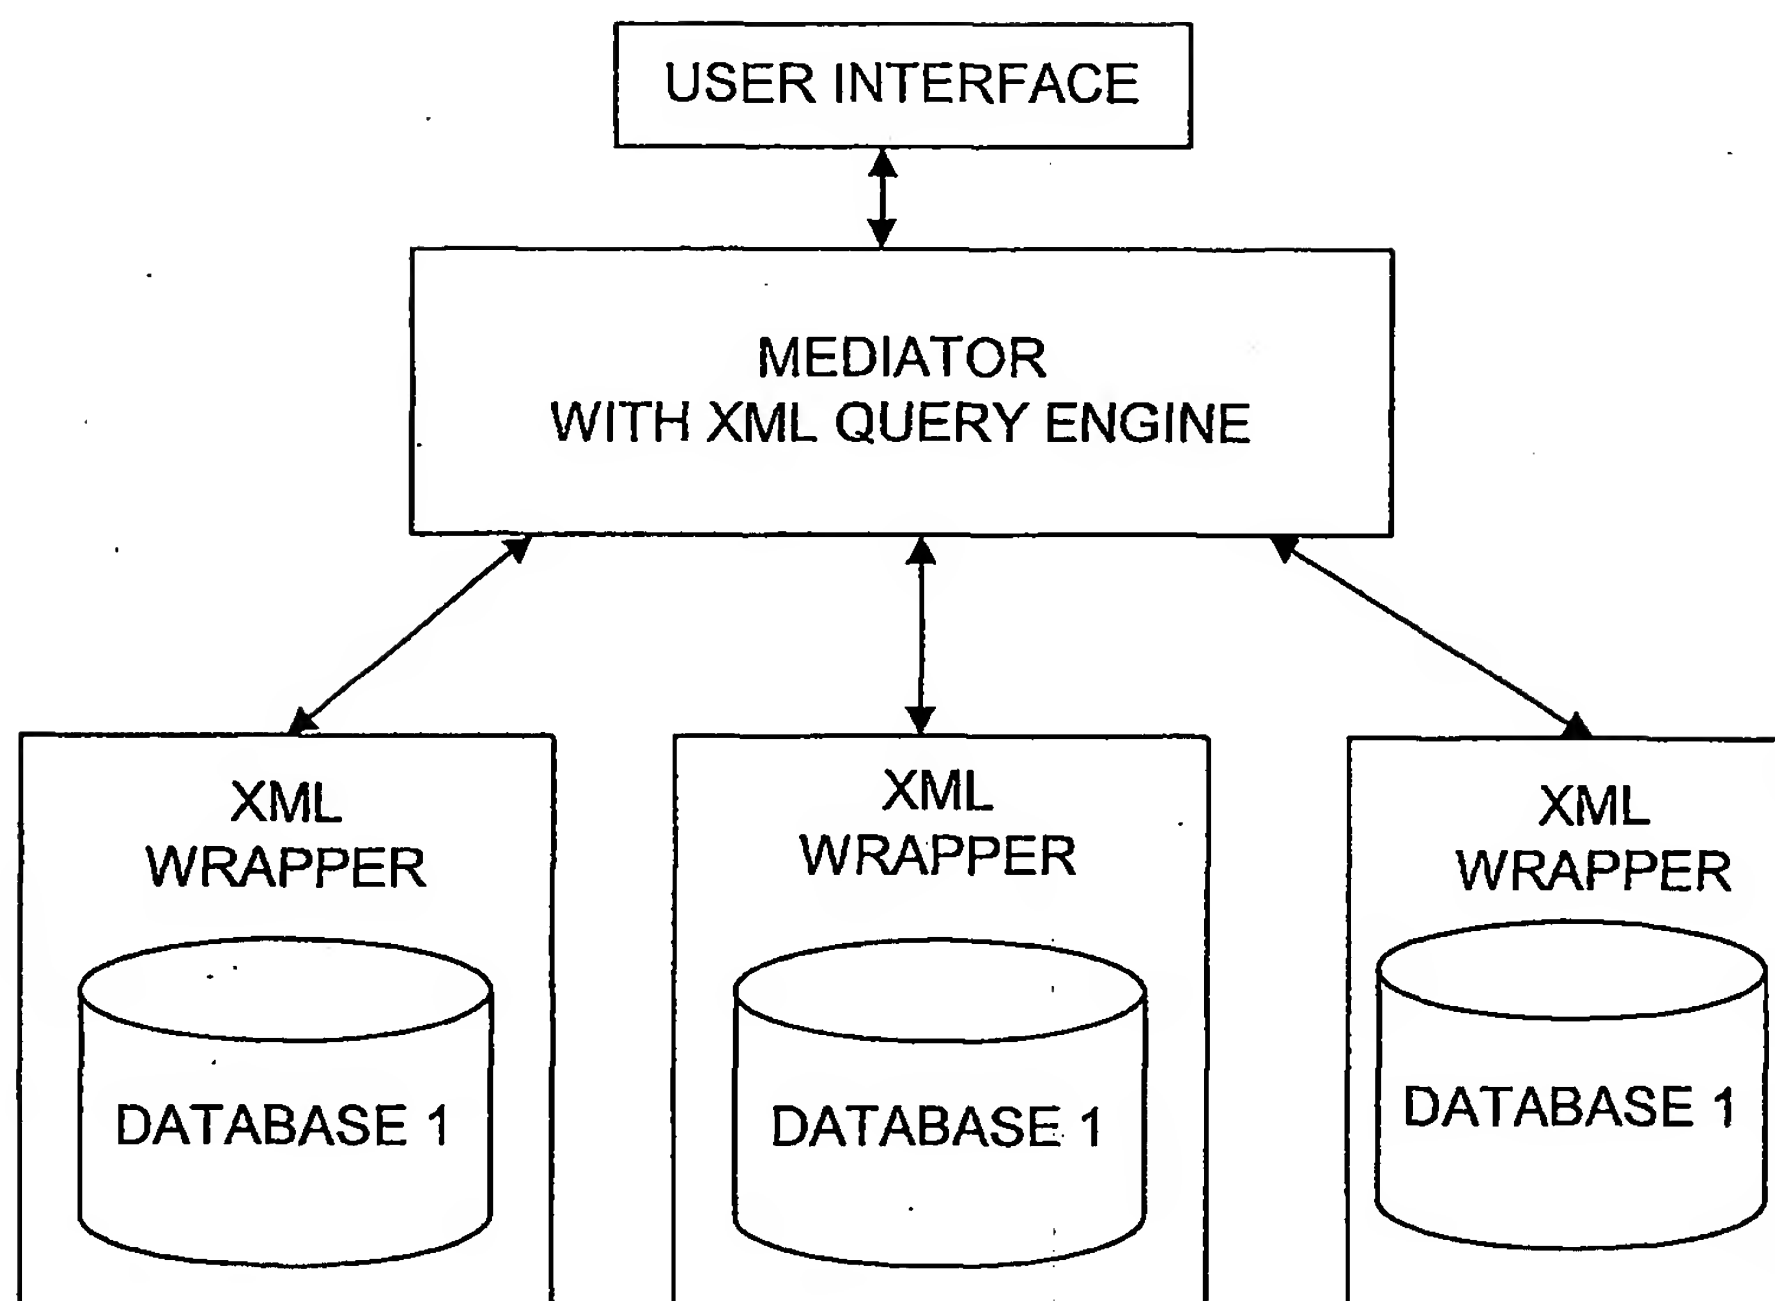 USER INTERFACE
MEDIATOR
WITH XML QUERY ENGINE
XML
WRAPPER
DATABASE 1
XML
WRAPPER
DATABASE 1
XML
WRAPPER
DATABASE 1